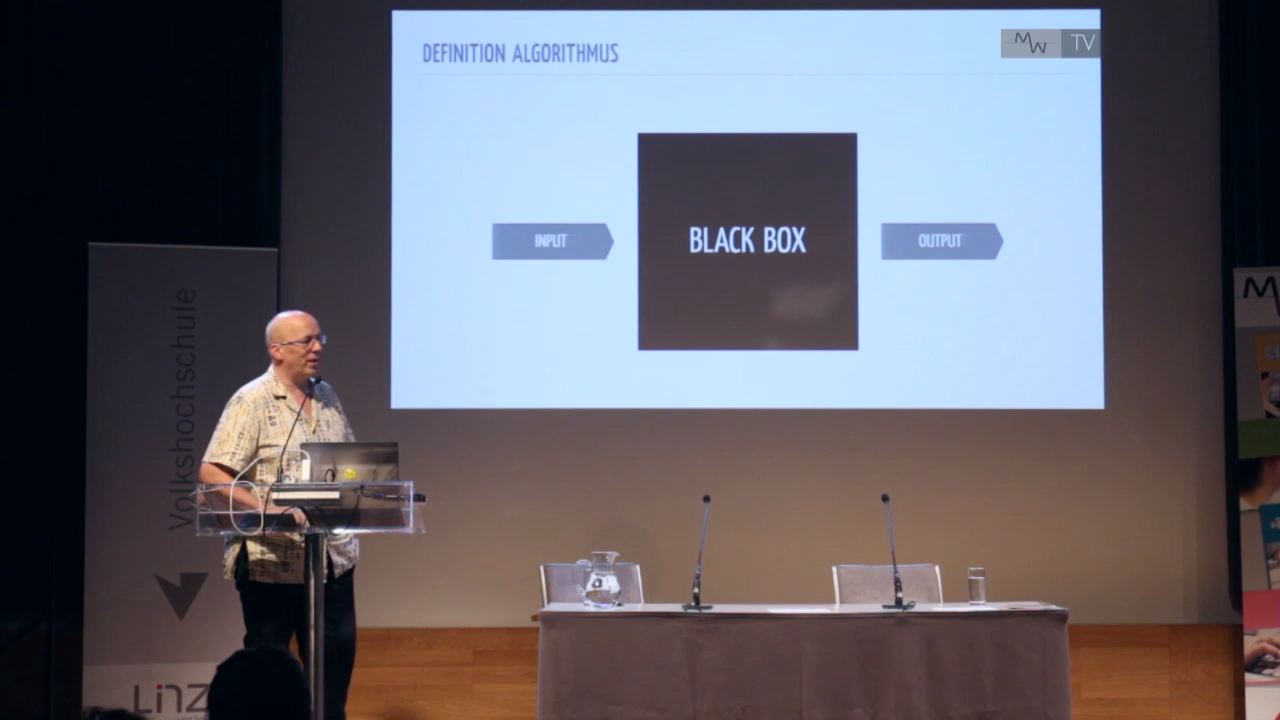 DEFINITION ALGORITHMUS
MW TV
INPUT
BLACK BOX
OUTPUT
Volkshochschule
Linz
M